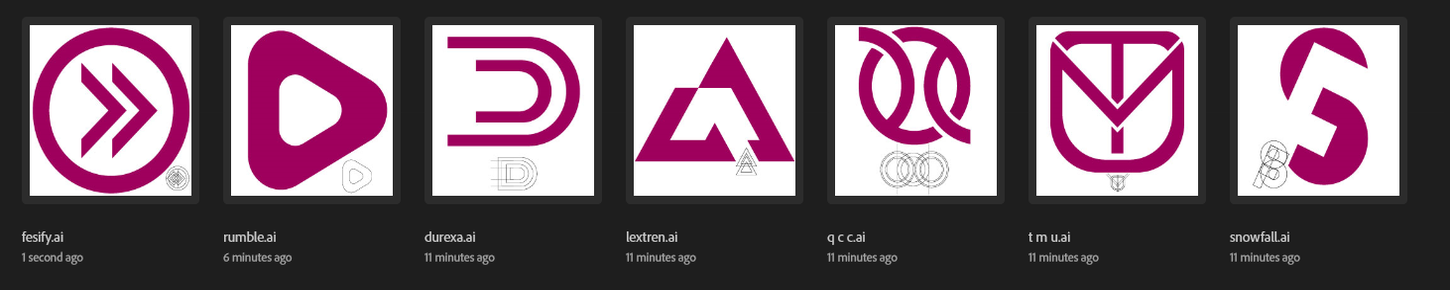 fesify.ai
1 second ago
rumble.ai
6 minutes ago
durexa.ai
11 minutes ago
lextren.ai
11 minutes ago
q c c.ai
11 minutes ago
t m u.ai
11 minutes ago
snowfall.ai
11 minutes ago